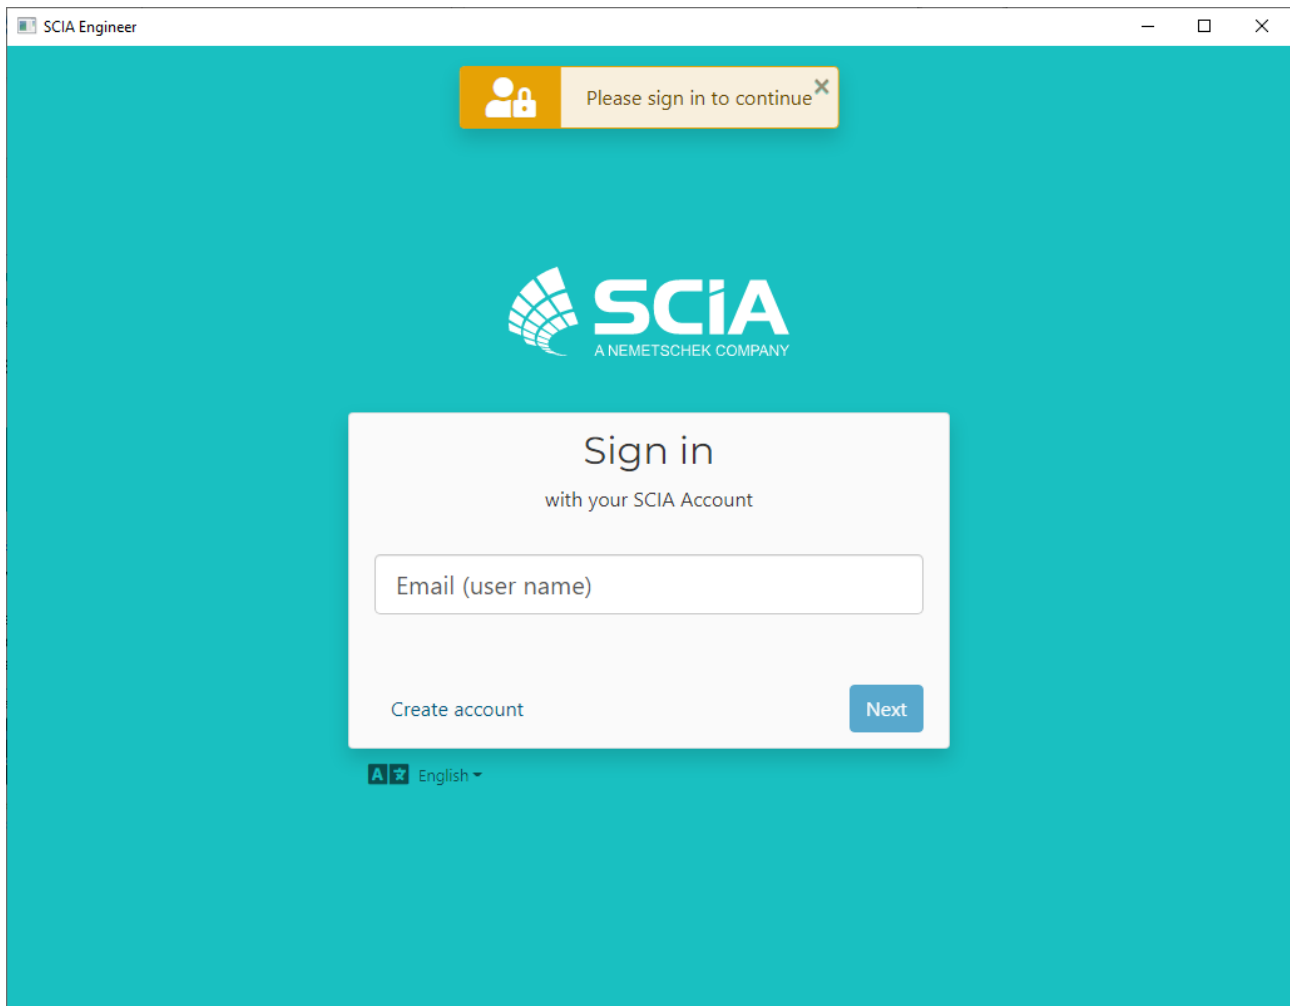 SCIA Engineer
Please sign in to continue
SCiA
A NEMETSCHEK COMPANY
Sign in
with your SCIA Account
Email (user name)
Create account
Next
A 文 English